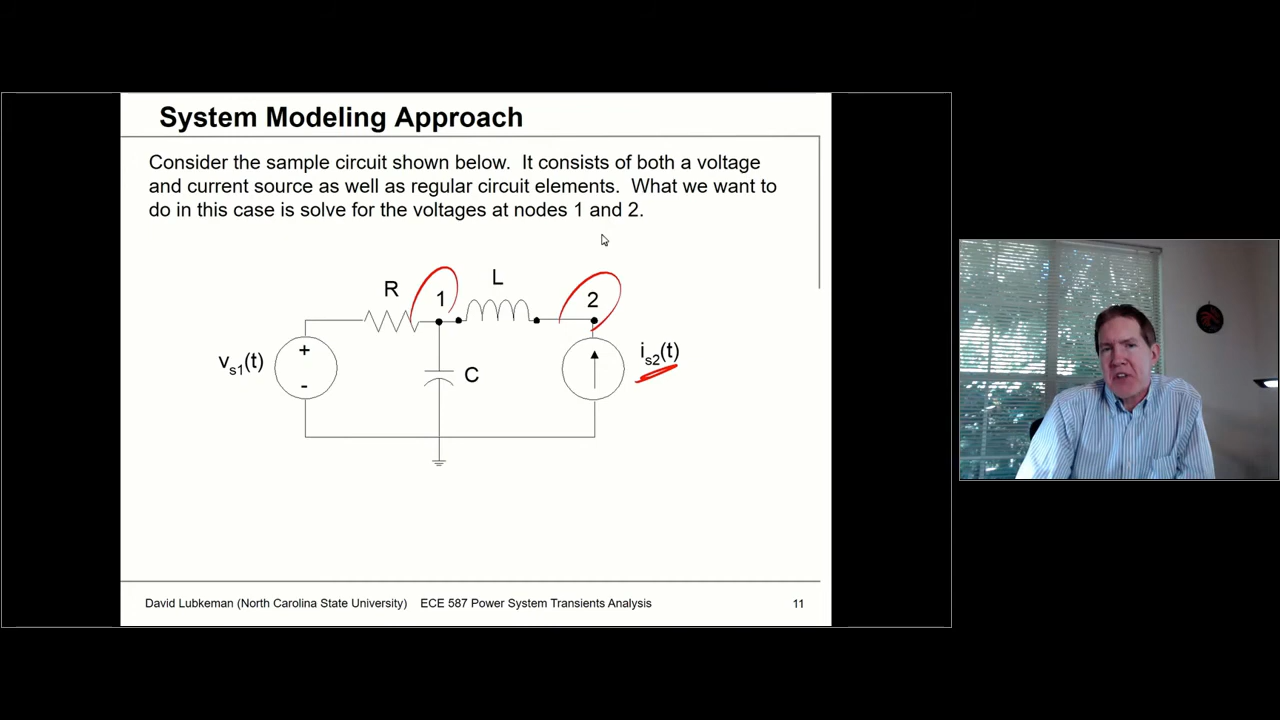 System Modeling Approach
Consider the sample circuit shown below. It consists of both a voltage
and current source as well as regular circuit elements. What we want to
do in this case is solve for the voltages at nodes 1 and 2.
R
1
L
2
+
-
vs1(t)
C
is2(t)
David Lubkeman (North Carolina State University) ECE 587 Power System Transients Analysis 11